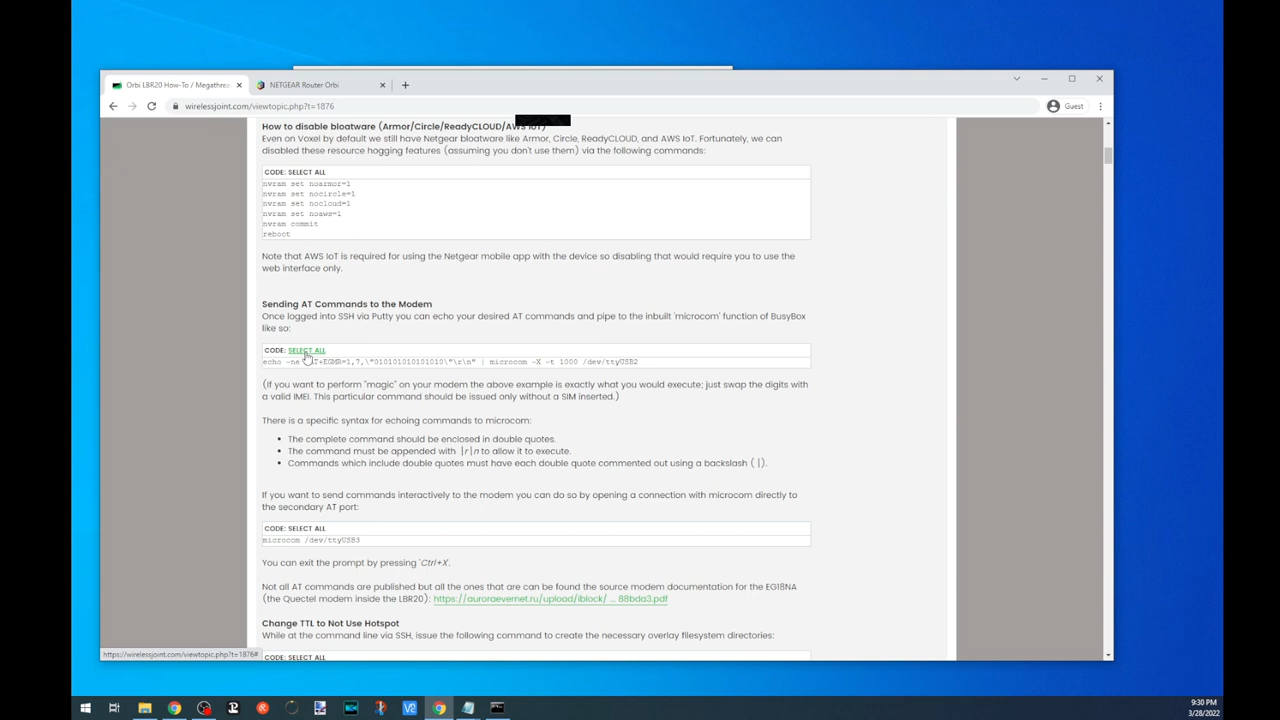 Orbi LBR20 How-To / Megathre
NETGEAR Router Orbi
wirelessjoint.com/viewtopic.php?t=1876
Guest
How to disable bloatware (Armor/Circle/ReadyCLOUD/AWS IoT)
Even on Voxel by default we still have Netgear bloatware like Armor, Circle, ReadyCLOUD, and AWS IoT. Fortunately, we can
disabled these resource hogging features (assuming you don't use them) via the following commands:
CODE: SELECT ALL
nvram set noarmor=1
nvram set nocircle=1
nvram set nocloud=1
nvram set noaws=1
nvram commit
reboot
Note that AWS IoT is required for using the Netgear mobile app with the device so disabling that would require you to use the
web interface only.
Sending AT Commands to the Modem
Once logged into SSH via Putty you can echo your desired AT commands and pipe to the inbuilt 'microcom' function of BusyBox
like so:
CODE: SELECT ALL
echo -ne AT+EGMR=1,7,\"010101010101010\"\r\n" | microcom -X -t 1000 /dev/ttyUSB2
(If you want to perform "magic" on your modem the above example is exactly what you would execute; just swap the digits with
a valid IMEI. This particular command should be issued only without a SIM inserted.)
There is a specific syntax for echoing commands to microcom:
• The complete command should be enclosed in double quotes.
• The command must be appended with \r\n to allow it to execute.
• Commands which include double quotes must have each double quote commented out using a backslash ( \).
If you want to send commands interactively to the modem you can do so by opening a connection with microcom directly to
the secondary AT port:
CODE: SELECT ALL
microcom /dev/ttyUSB3
You can exit the prompt by pressing 'Ctrl+X'.
Not all AT commands are published but all the ones that are can be found the source modem documentation for the EG18NA
(the Quectel modem inside the LBR20): https://auroraevernet.ru/upload/iblock/ ... 88bda3.pdf
Change TTL to Not Use Hotspot
While at the command line via SSH, issue the following command to create the necessary overlay filesystem directories:
CODE: SELECT ALL
https://wirelessjoint.com/viewtopic.php?t=1876#
9:30 PM
3/28/2022